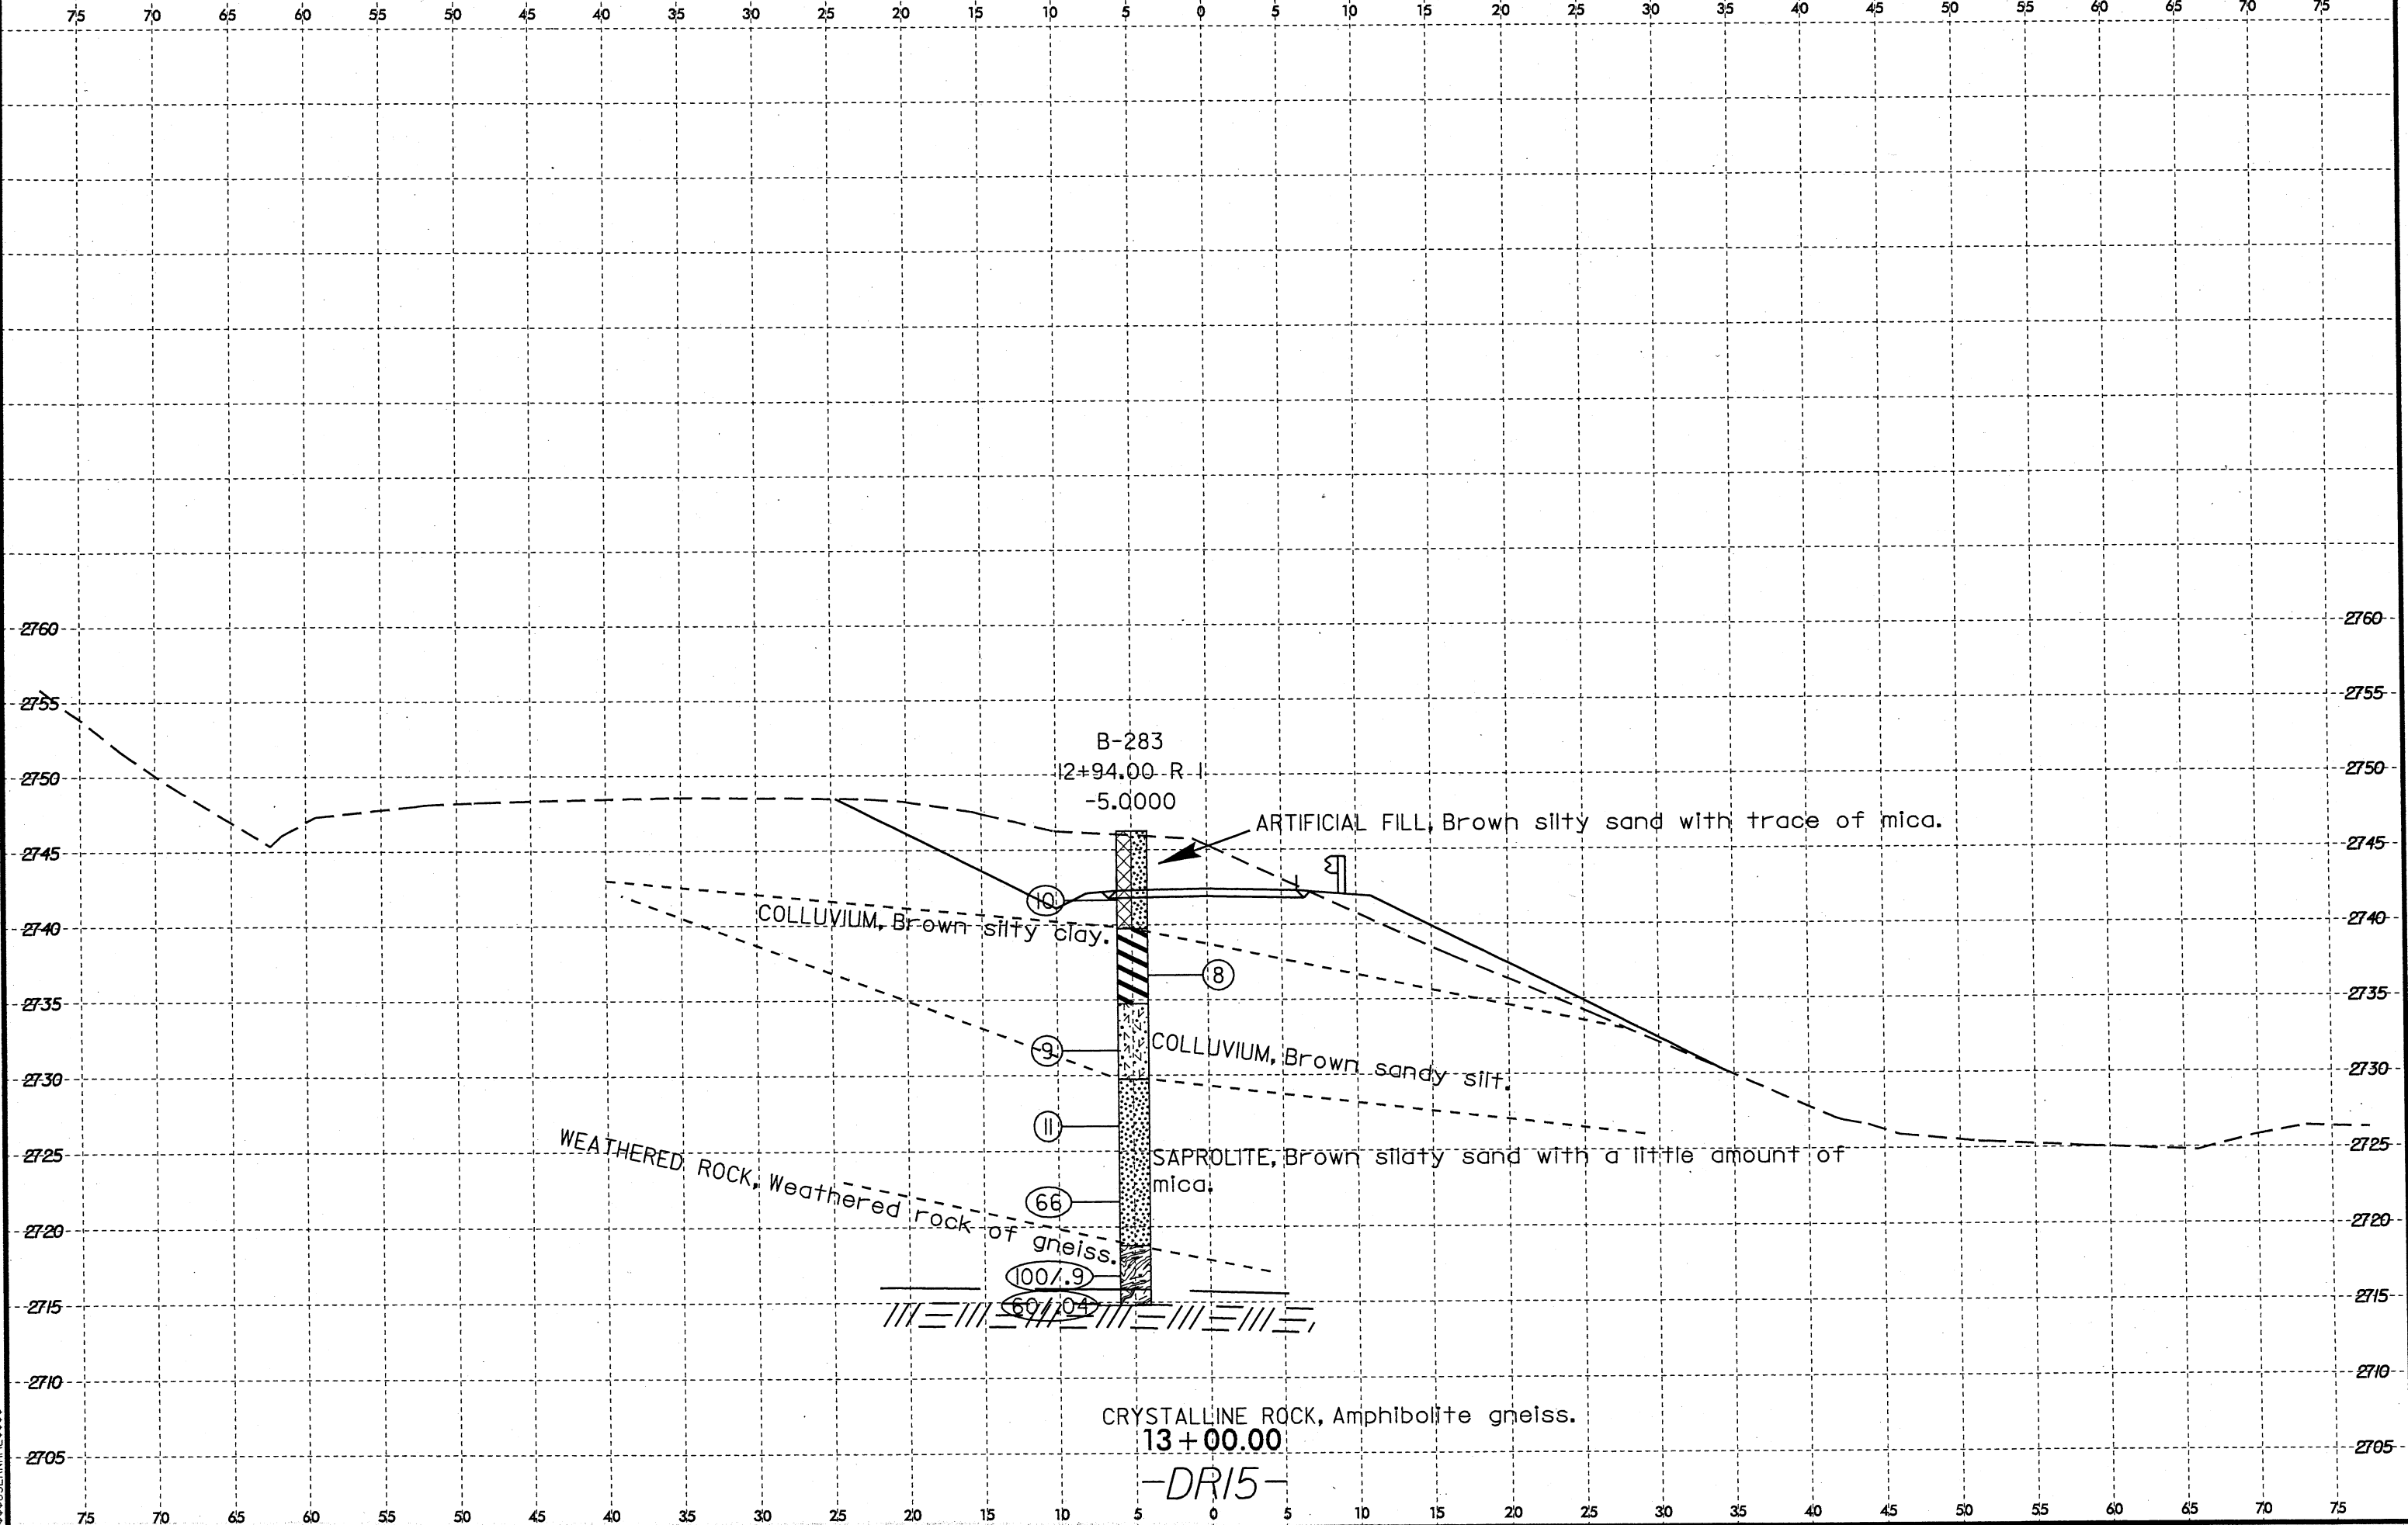 75 70 65 60 55 50 45 40 35 30 25 20 15 10 5 0 5 10 15 20 25 30 35 40 45 50 55 60 65 70 75
2760 2760
2755 2755
B-283
2750 12+94.00 R 1 2750
-5.0000
ARTIFICIAL FILL, Brown silty sand with trace of mica.
2745 2745
10
COLLUVIUM, Brown silty clay.
2740 2740
8
2735 2735
9
COLLUVIUM, Brown sandy silt.
2730 2730
11
WEATHERED ROCK, Weathered rock of gneiss.
2725 2725
SAPROLITE, Brown silaty sand with a little amount of
mica.
66
2720 2720
100/.9
2715 60/.04 2715
2710 2710
CRYSTALLINE ROCK, Amphibolite gneiss.
13+00.00
2705 2705
-DR15-
75 70 65 60 55 50 45 40 35 30 25 20 15 10 5 0 5 10 15 20 25 30 35 40 45 50 55 60 65 70 75